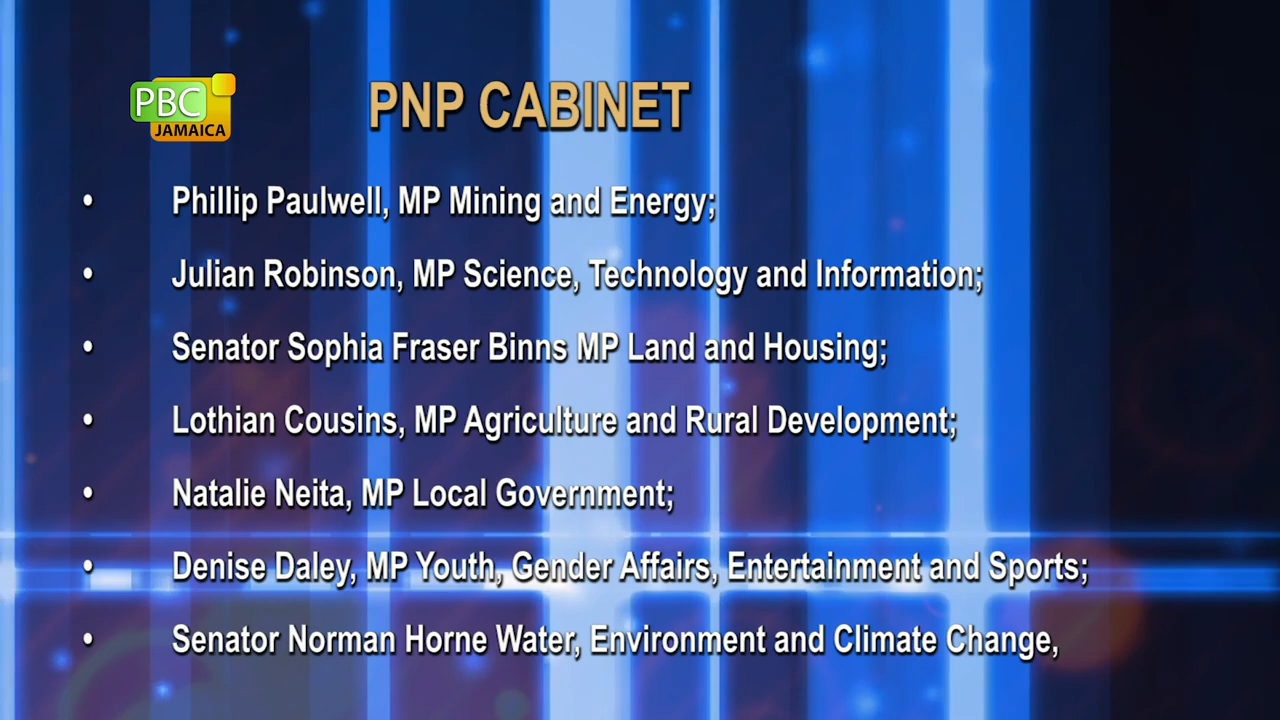 PBC
JAMAICA
PNP CABINET
• Phillip Paulwell, MP Mining and Energy;
• Julian Robinson, MP Science, Technology and Information;
• Senator Sophia Fraser Binns MP Land and Housing;
• Lothian Cousins, MP Agriculture and Rural Development;
• Natalie Neita, MP Local Government;
• Denise Daley, MP Youth, Gender Affairs, Entertainment and Sports;
• Senator Norman Horne Water, Environment and Climate Change,